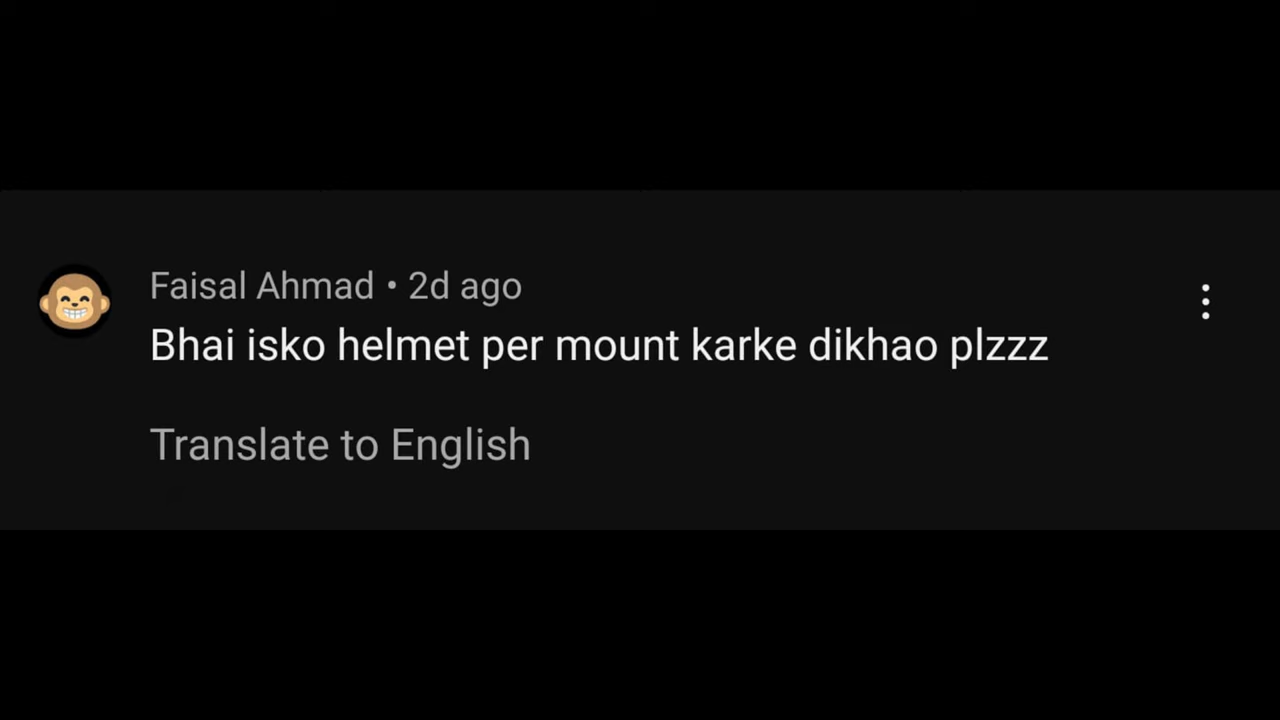 Faisal Ahmad • 2d ago
Bhai isko helmet per mount karke dikhao plzzz
Translate to English